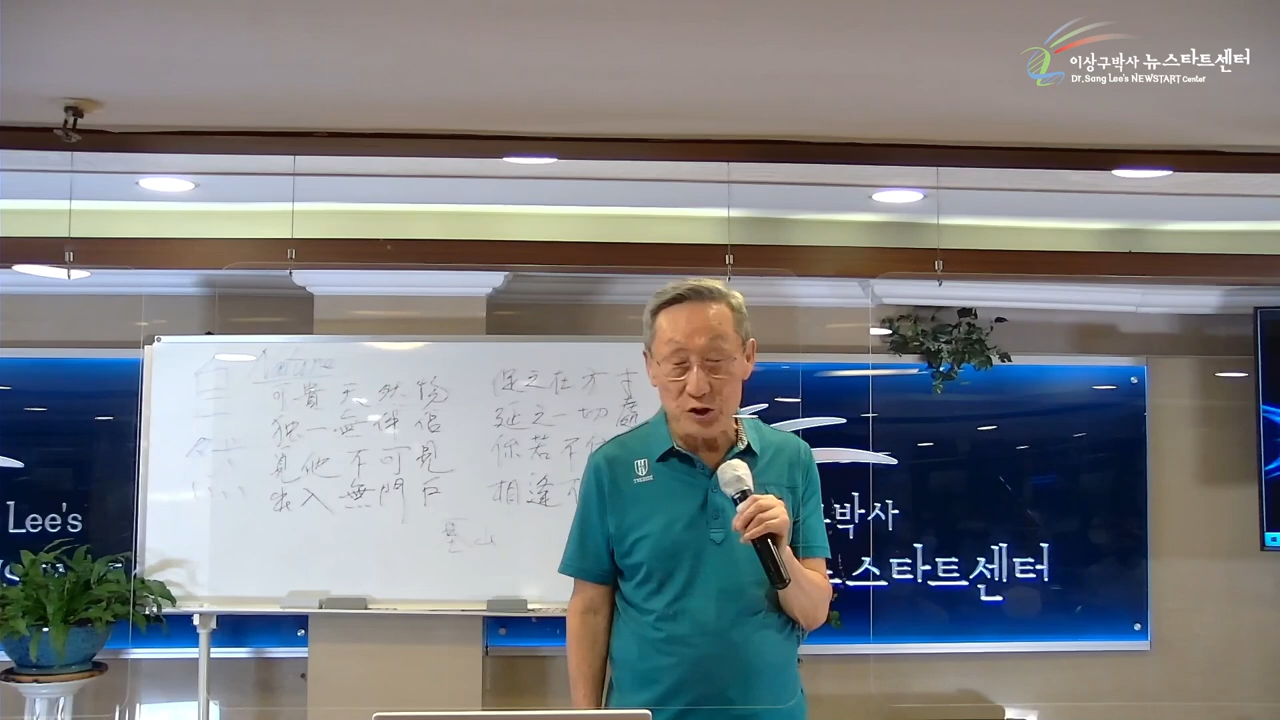 이상구박사 뉴스타트센터
Dr. Sang Lee's NEWSTART Center
Nature
可貴天然物
独一無伴侶
覓他不可見
出入無門戶
促之在方寸
延之一切處
你若不
相逢不
Lee's
박사
스타트센터